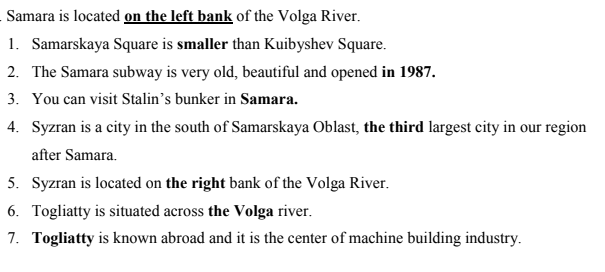 . Samara is located on the left bank of the Volga River.
1. Samarskaya Square is smaller than Kuibyshev Square.
2. The Samara subway is very old, beautiful and opened in 1987.
3. You can visit Stalin’s bunker in Samara.
4. Syzran is a city in the south of Samarskaya Oblast, the third largest city in our region
after Samara.
5. Syzran is located on the right bank of the Volga River.
6. Togliatty is situated across the Volga river.
7. Togliatty is known abroad and it is the center of machine building industry.